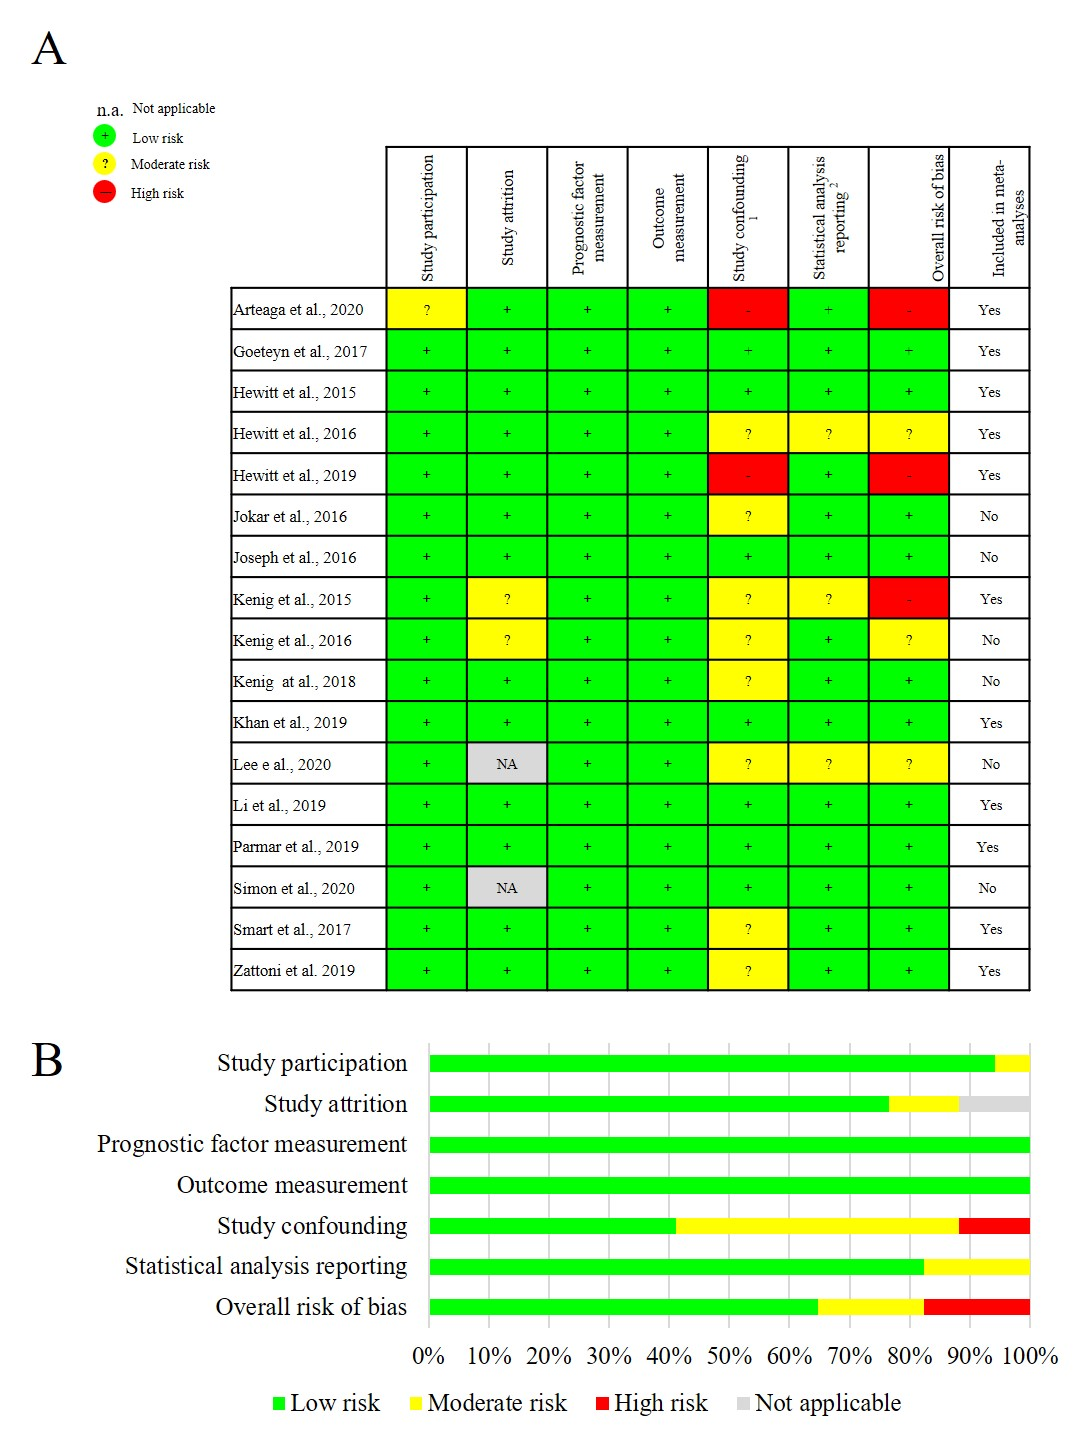 A
n.a. Not applicable
+ Low risk
? Moderate risk
— High risk
Study participation
Study attrition
Prognostic factor
measurement
Outcome
measurement
Study confounding
1
Statistical analysis
reporting 2
Overall risk of bias
Included in meta-
analyses
Arteaga et al., 2020 ? + + + - + - Yes
Goeteyn et al., 2017 + + + + + + + Yes
Hewitt et al., 2015 + + + + + + + Yes
Hewitt et al., 2016 + + + + ? ? ? Yes
Hewitt et al., 2019 + + + + - + - Yes
Jokar et al., 2016 + + + + ? + + No
Joseph et al., 2016 + + + + + + + No
Kenig et al., 2015 + ? + + ? ? - Yes
Kenig et al., 2016 + ? + + ? + ? No
Kenig at al., 2018 + + + + ? + + No
Khan et al., 2019 + + + + + + + Yes
Lee e al., 2020 + NA + + ? ? ? No
Li et al., 2019 + + + + + + + Yes
Parmar et al., 2019 + + + + + + + Yes
Simon et al., 2020 + NA + + + + + No
Smart et al., 2017 + + + + ? + + Yes
Zattoni et al. 2019 + + + + ? + + Yes
B
Study participation
Study attrition
Prognostic factor measurement
Outcome measurement
Study confounding
Statistical analysis reporting
Overall risk of bias
0% 10% 20% 30% 40% 50% 60% 70% 80% 90% 100%
Low risk Moderate risk High risk Not applicable